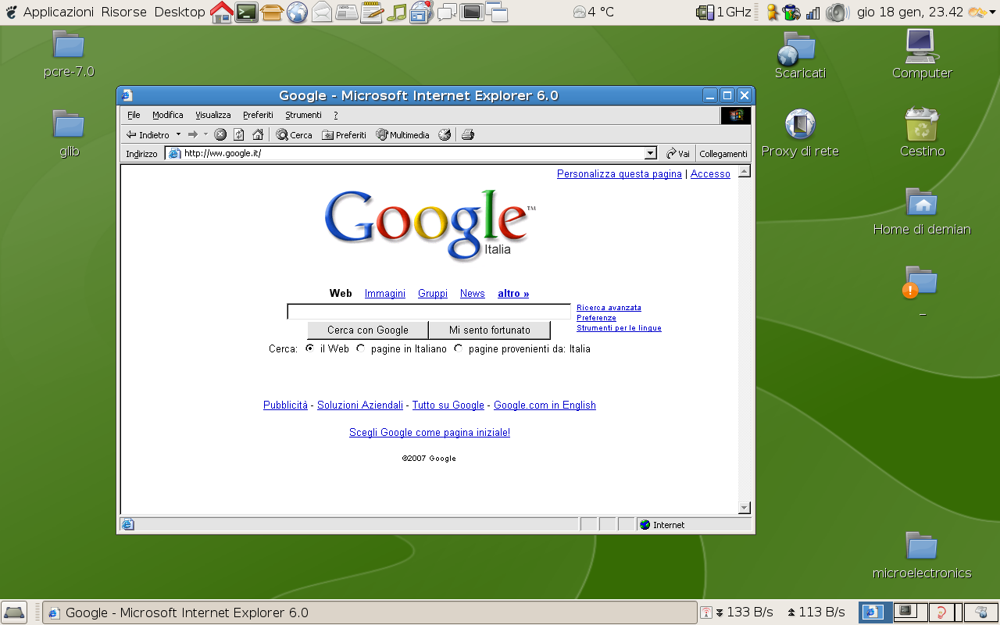 Applicazioni Risorse Desktop 4 °C 1 GHz gio 18 gen, 23.42
pcre-7.0
glib
Scaricati
Computer
Proxy di rete
Cestino
Home di demian
_
microelectronics
Google - Microsoft Internet Explorer 6.0
File Modifica Visualizza Preferiti Strumenti ?
Indietro Cerca Preferiti Multimedia
Indirizzo http://ww.google.it/ Vai Collegamenti
Personalizza questa pagina | Accesso
Google™
Italia
Web Immagini Gruppi News altro »
Ricerca avanzata
Preferenze
Strumenti per le lingue
Cerca con Google Mi sento fortunato
Cerca: il Web pagine in Italiano pagine provenienti da: Italia
Pubblicità - Soluzioni Aziendali - Tutto su Google - Google.com in English
Scegli Google come pagina iniziale!
©2007 Google
Internet
Google - Microsoft Internet Explorer 6.0 133 B/s 113 B/s